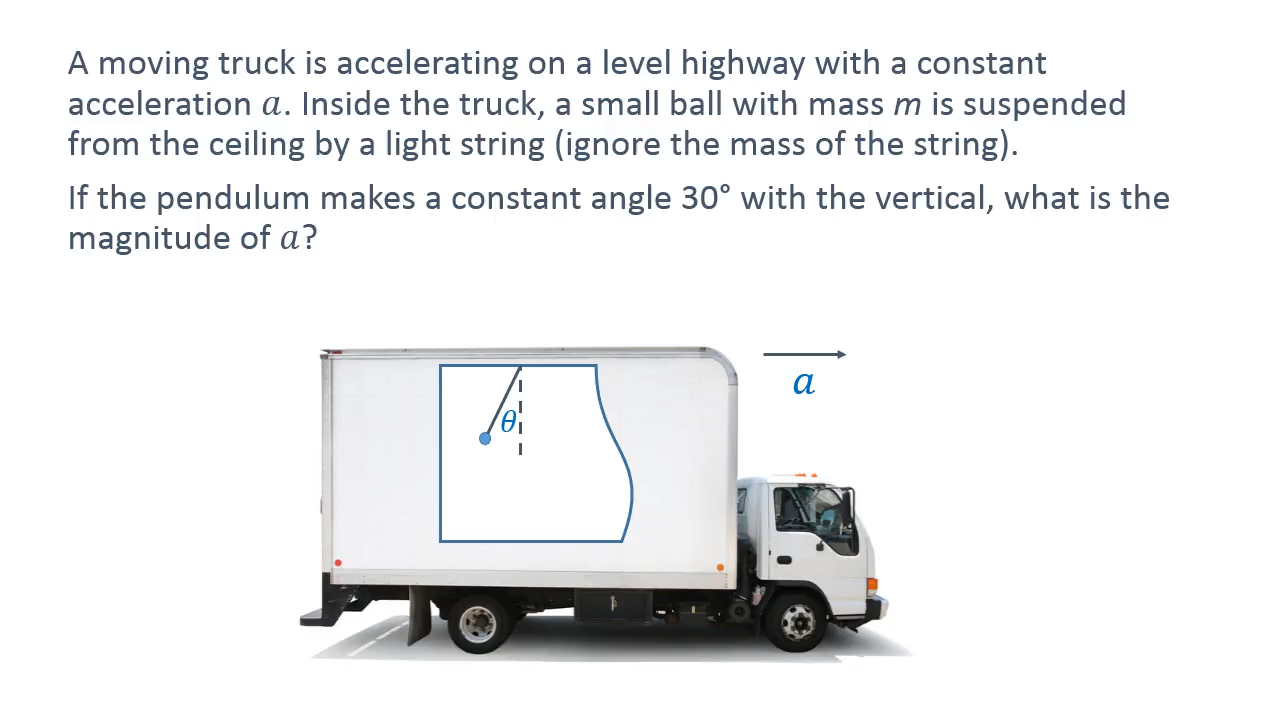 A moving truck is accelerating on a level highway with a constant
acceleration a. Inside the truck, a small ball with mass m is suspended
from the ceiling by a light string (ignore the mass of the string).
If the pendulum makes a constant angle 30° with the vertical, what is the
magnitude of a?
a
θ